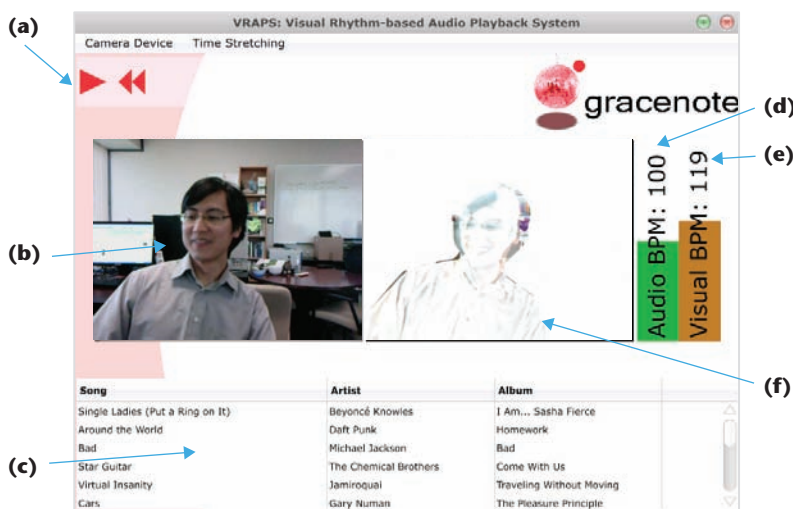 VRAPS: Visual Rhythm-based Audio Playback System
(a)
Camera Device Time Stretching
gracenote
(d)
(e)
Audio BPM: 100
Visual BPM: 119
(b)
(f)
Song Artist Album
Single Ladies (Put a Ring on It) Beyoncé Knowles I Am... Sasha Fierce
Around the World Daft Punk Homework
Bad Michael Jackson Bad
(c)
Star Guitar The Chemical Brothers Come With Us
Virtual Insanity Jamiroquai Traveling Without Moving
Cars Gary Numan The Pleasure Principle